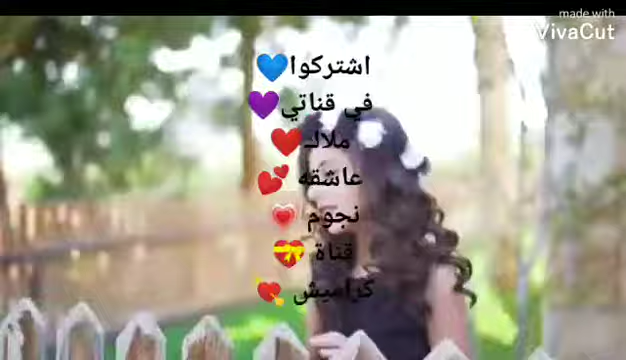 made with
VivaCut
اشتركوا💙
في قناتي💜
ملاك❤️
عاشقه 💕
نجوم 💗
قناة 💝
كراميش 💘